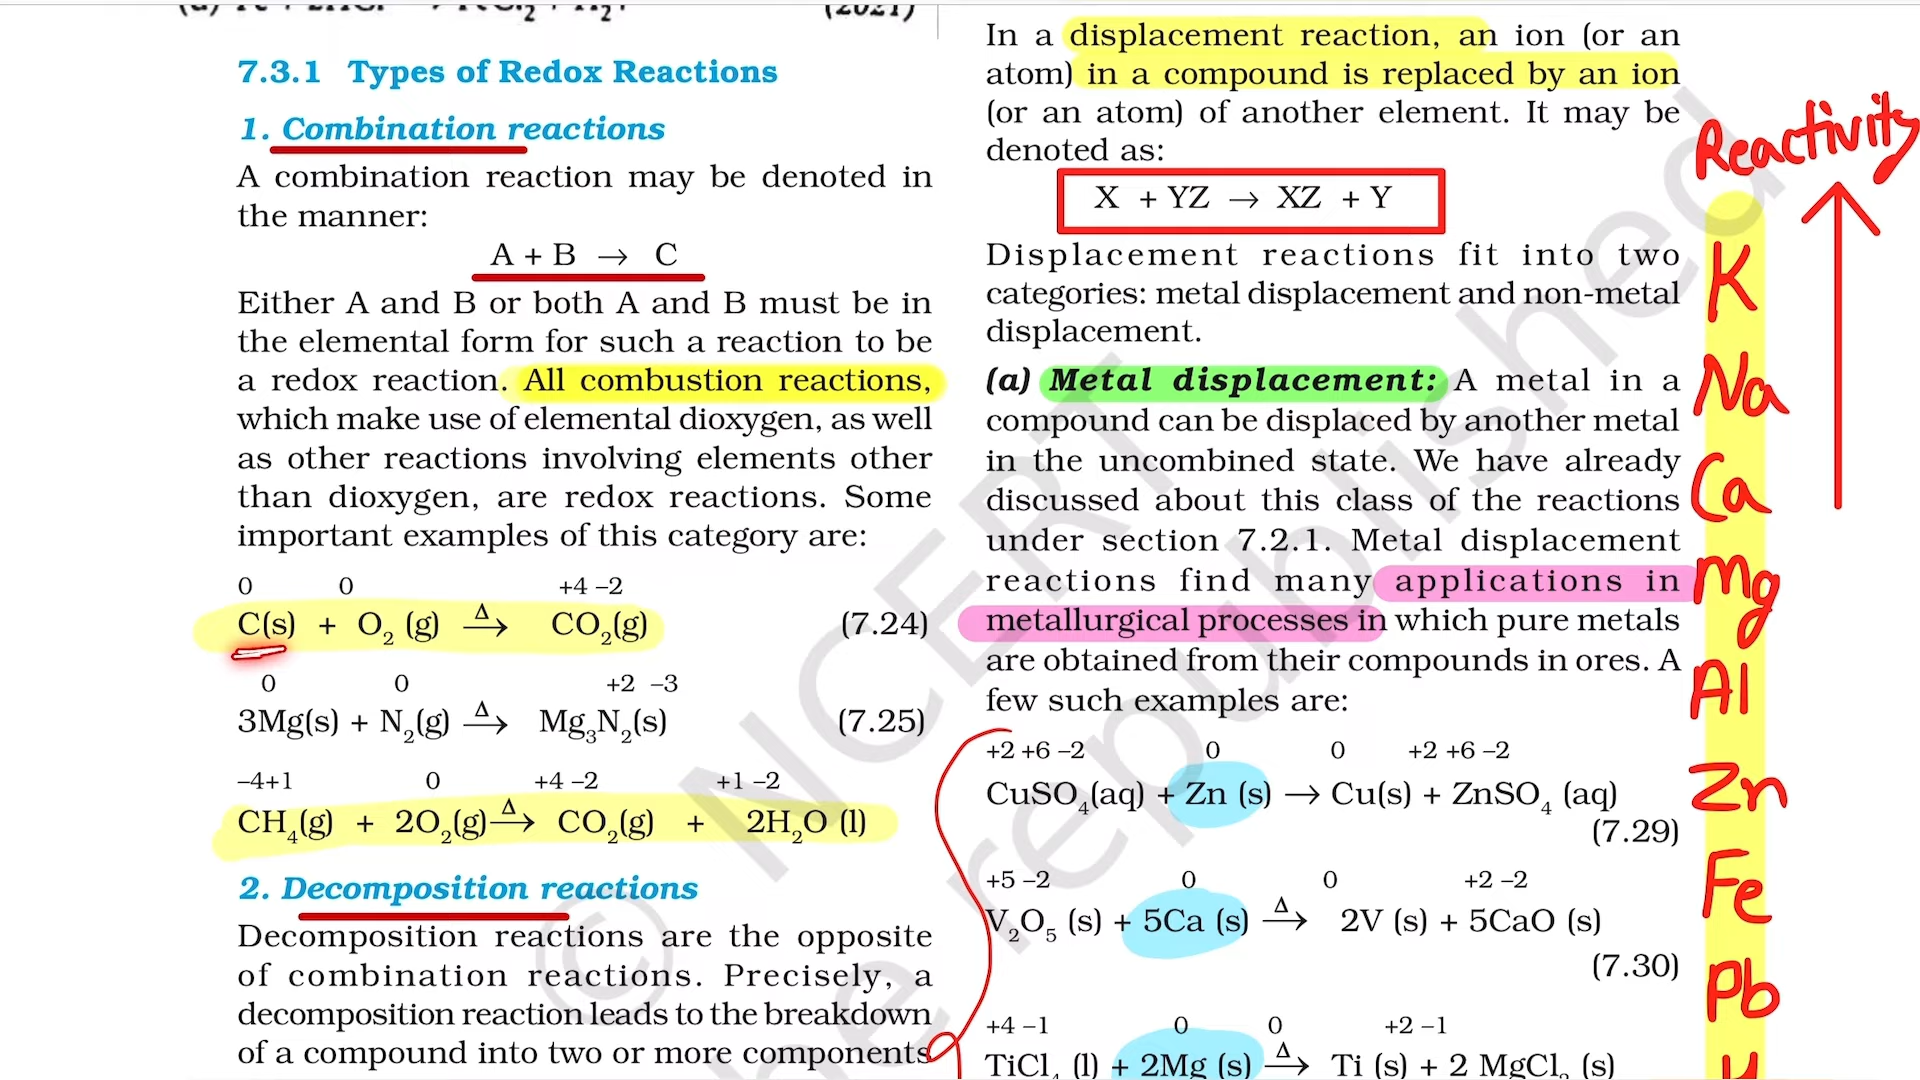 (2021)
7.3.1 Types of Redox Reactions
1. Combination reactions
A combination reaction may be denoted in
the manner:
A + B → C
Either A and B or both A and B must be in
the elemental form for such a reaction to be
a redox reaction. All combustion reactions,
which make use of elemental dioxygen, as well
as other reactions involving elements other
than dioxygen, are redox reactions. Some
important examples of this category are:
0 0 +4 –2
C(s) + O₂ (g) Δ→ CO₂(g) (7.24)
0 0 +2 –3
3Mg(s) + N₂(g) Δ→ Mg₃N₂(s) (7.25)
–4+1 0 +4 –2 +1 –2
CH₄(g) + 2O₂(g) Δ→ CO₂(g) + 2H₂O (l)
2. Decomposition reactions
Decomposition reactions are the opposite
of combination reactions. Precisely, a
decomposition reaction leads to the breakdown
of a compound into two or more components
In a displacement reaction, an ion (or an
atom) in a compound is replaced by an ion
(or an atom) of another element. It may be
denoted as:
X + YZ → XZ + Y
Displacement reactions fit into two
categories: metal displacement and non-metal
displacement.
(a) Metal displacement: A metal in a
compound can be displaced by another metal
in the uncombined state. We have already
discussed about this class of the reactions
under section 7.2.1. Metal displacement
reactions find many applications in
metallurgical processes in which pure metals
are obtained from their compounds in ores. A
few such examples are:
+2 +6 –2 0 0 +2 +6 –2
CuSO₄(aq) + Zn (s) → Cu(s) + ZnSO₄ (aq)
(7.29)
+5 –2 0 0 +2 –2
V₂O₅ (s) + 5Ca (s) Δ→ 2V (s) + 5CaO (s)
(7.30)
+4 –1 0 0 +2 –1
TiCl₄ (l) + 2Mg (s) Δ→ Ti (s) + 2 MgCl₂ (s)
Reactivity
K
Na
Ca
Mg
Al
Zn
Fe
Pb
© NCERT
be republished